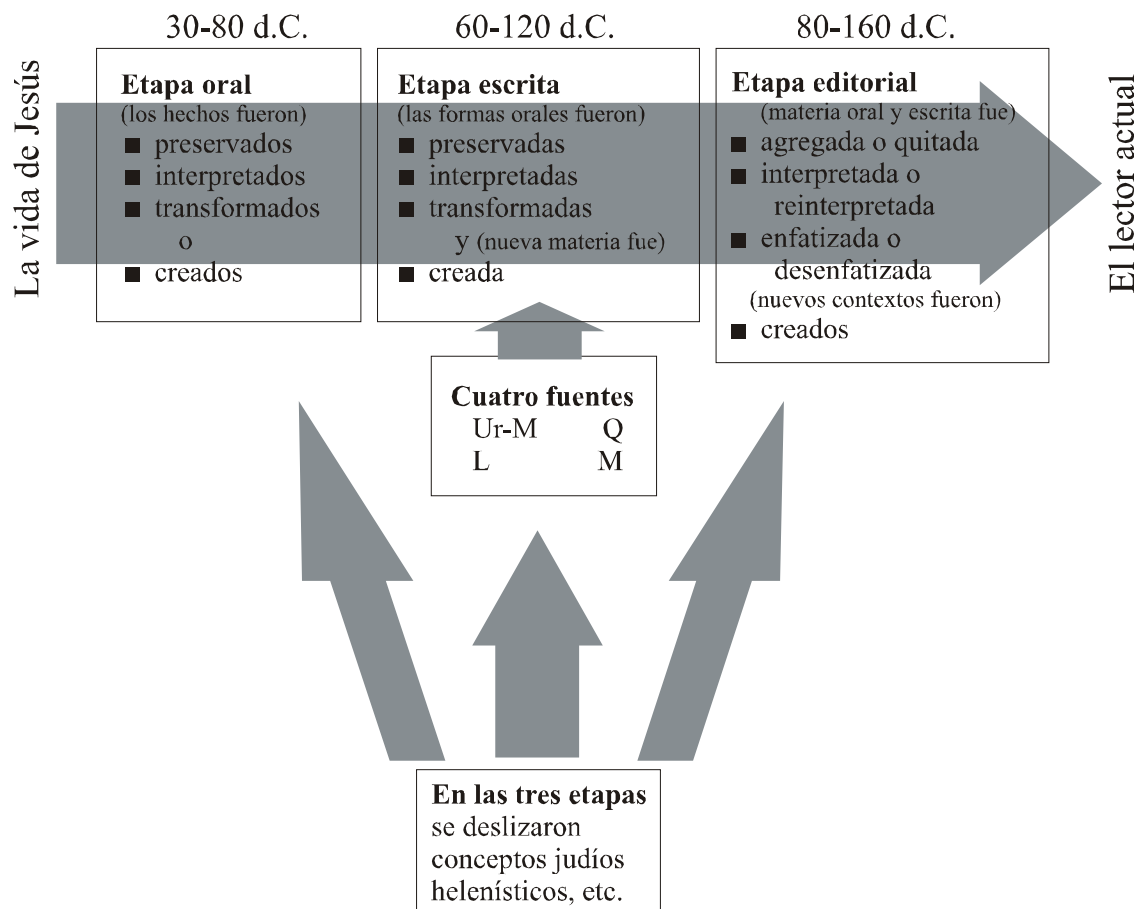 La vida de Jesús
30-80 d.C.
Etapa oral
(los hechos fueron)
■ preservados
■ interpretados
■ transformados
o
■ creados
60-120 d.C.
Etapa escrita
(las formas orales fueron)
■ preservadas
■ interpretadas
■ transformadas
y (nueva materia fue)
■ creada
80-160 d.C.
Etapa editorial
(materia oral y escrita fue)
■ agregada o quitada
■ interpretada o
reinterpretada
■ enfatizada o
desenfatizada
(nuevos contextos fueron)
■ creados
El lector actual
Cuatro fuentes
Ur-M Q
L M
En las tres etapas
se deslizaron
conceptos judíos
helenísticos, etc.